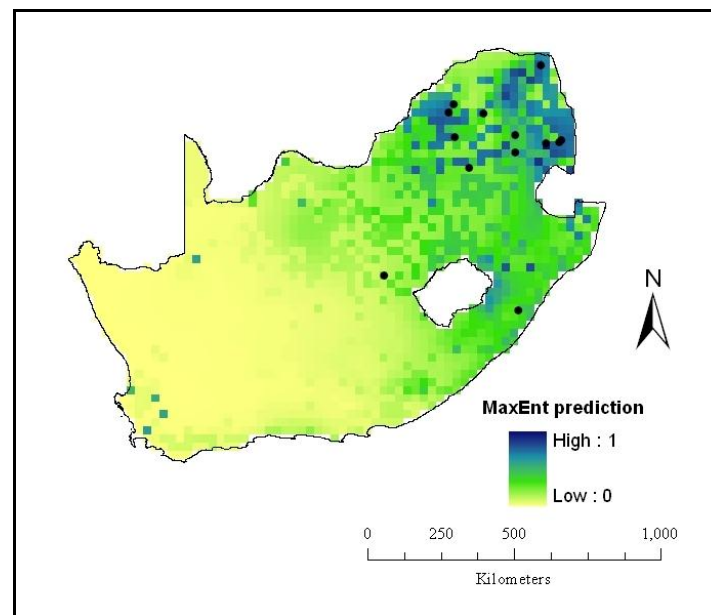 N
MaxEnt prediction
High : 1
Low : 0
0 250 500 1,000
Kilometers